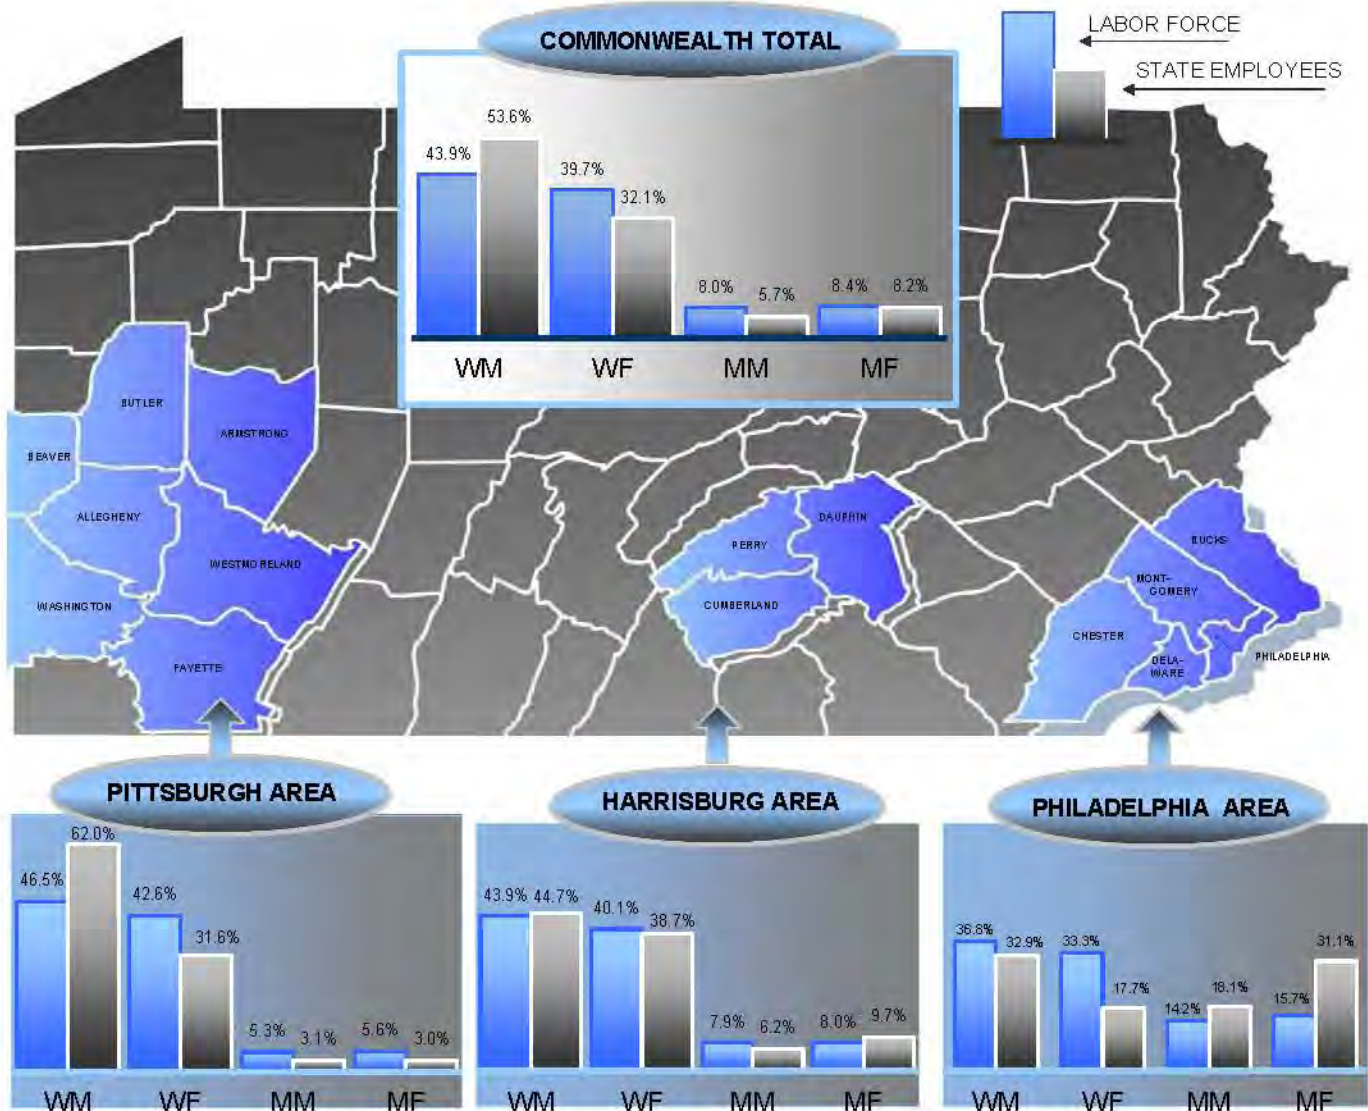 COMMONWEALTH TOTAL
LABOR FORCE
STATE EMPLOYEES
53.6%
43.9%
39.7%
32.1%
8.0%
5.7%
8.4%
8.2%
WM WF MM MF
BUTLER
ARMSTRONG
BEAVER
ALLEGHENY
WESTMORELAND
WASHINGTON
FAYETTE
DAUPHIN
PERRY
CUMBERLAND
BUCKS
MONT-
GOMERY
CHESTER
DELA-
WARE
PHILADELPHIA
PITTSBURGH AREA
62.0%
46.5%
42.6%
31.6%
5.3%
3.1%
5.6%
3.0%
WM WF MM MF
HARRISBURG AREA
43.9% 44.7%
40.1%
38.7%
7.9%
6.2%
8.0%
9.7%
WM WF MM MF
PHILADELPHIA AREA
36.8%
32.9%
33.3%
17.7%
14.2%
18.1%
15.7%
31.1%
WM WF MM MF